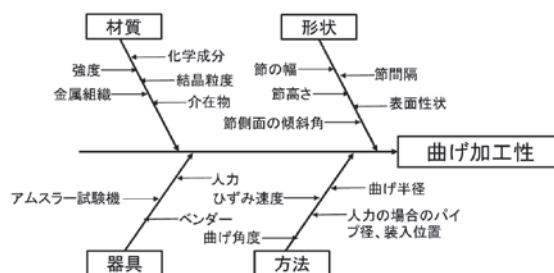 材質
形状
化学成分
強度
結晶粒度
金属組織
介在物
節の幅
節間隔
節高さ
表面性状
節側面の傾斜角
曲げ加工性
人力
アムスラー試験機
ベンダー
ひずみ速度
曲げ半径
人力の場合のパイ
プ径、装入位置
曲げ角度
器具
方法